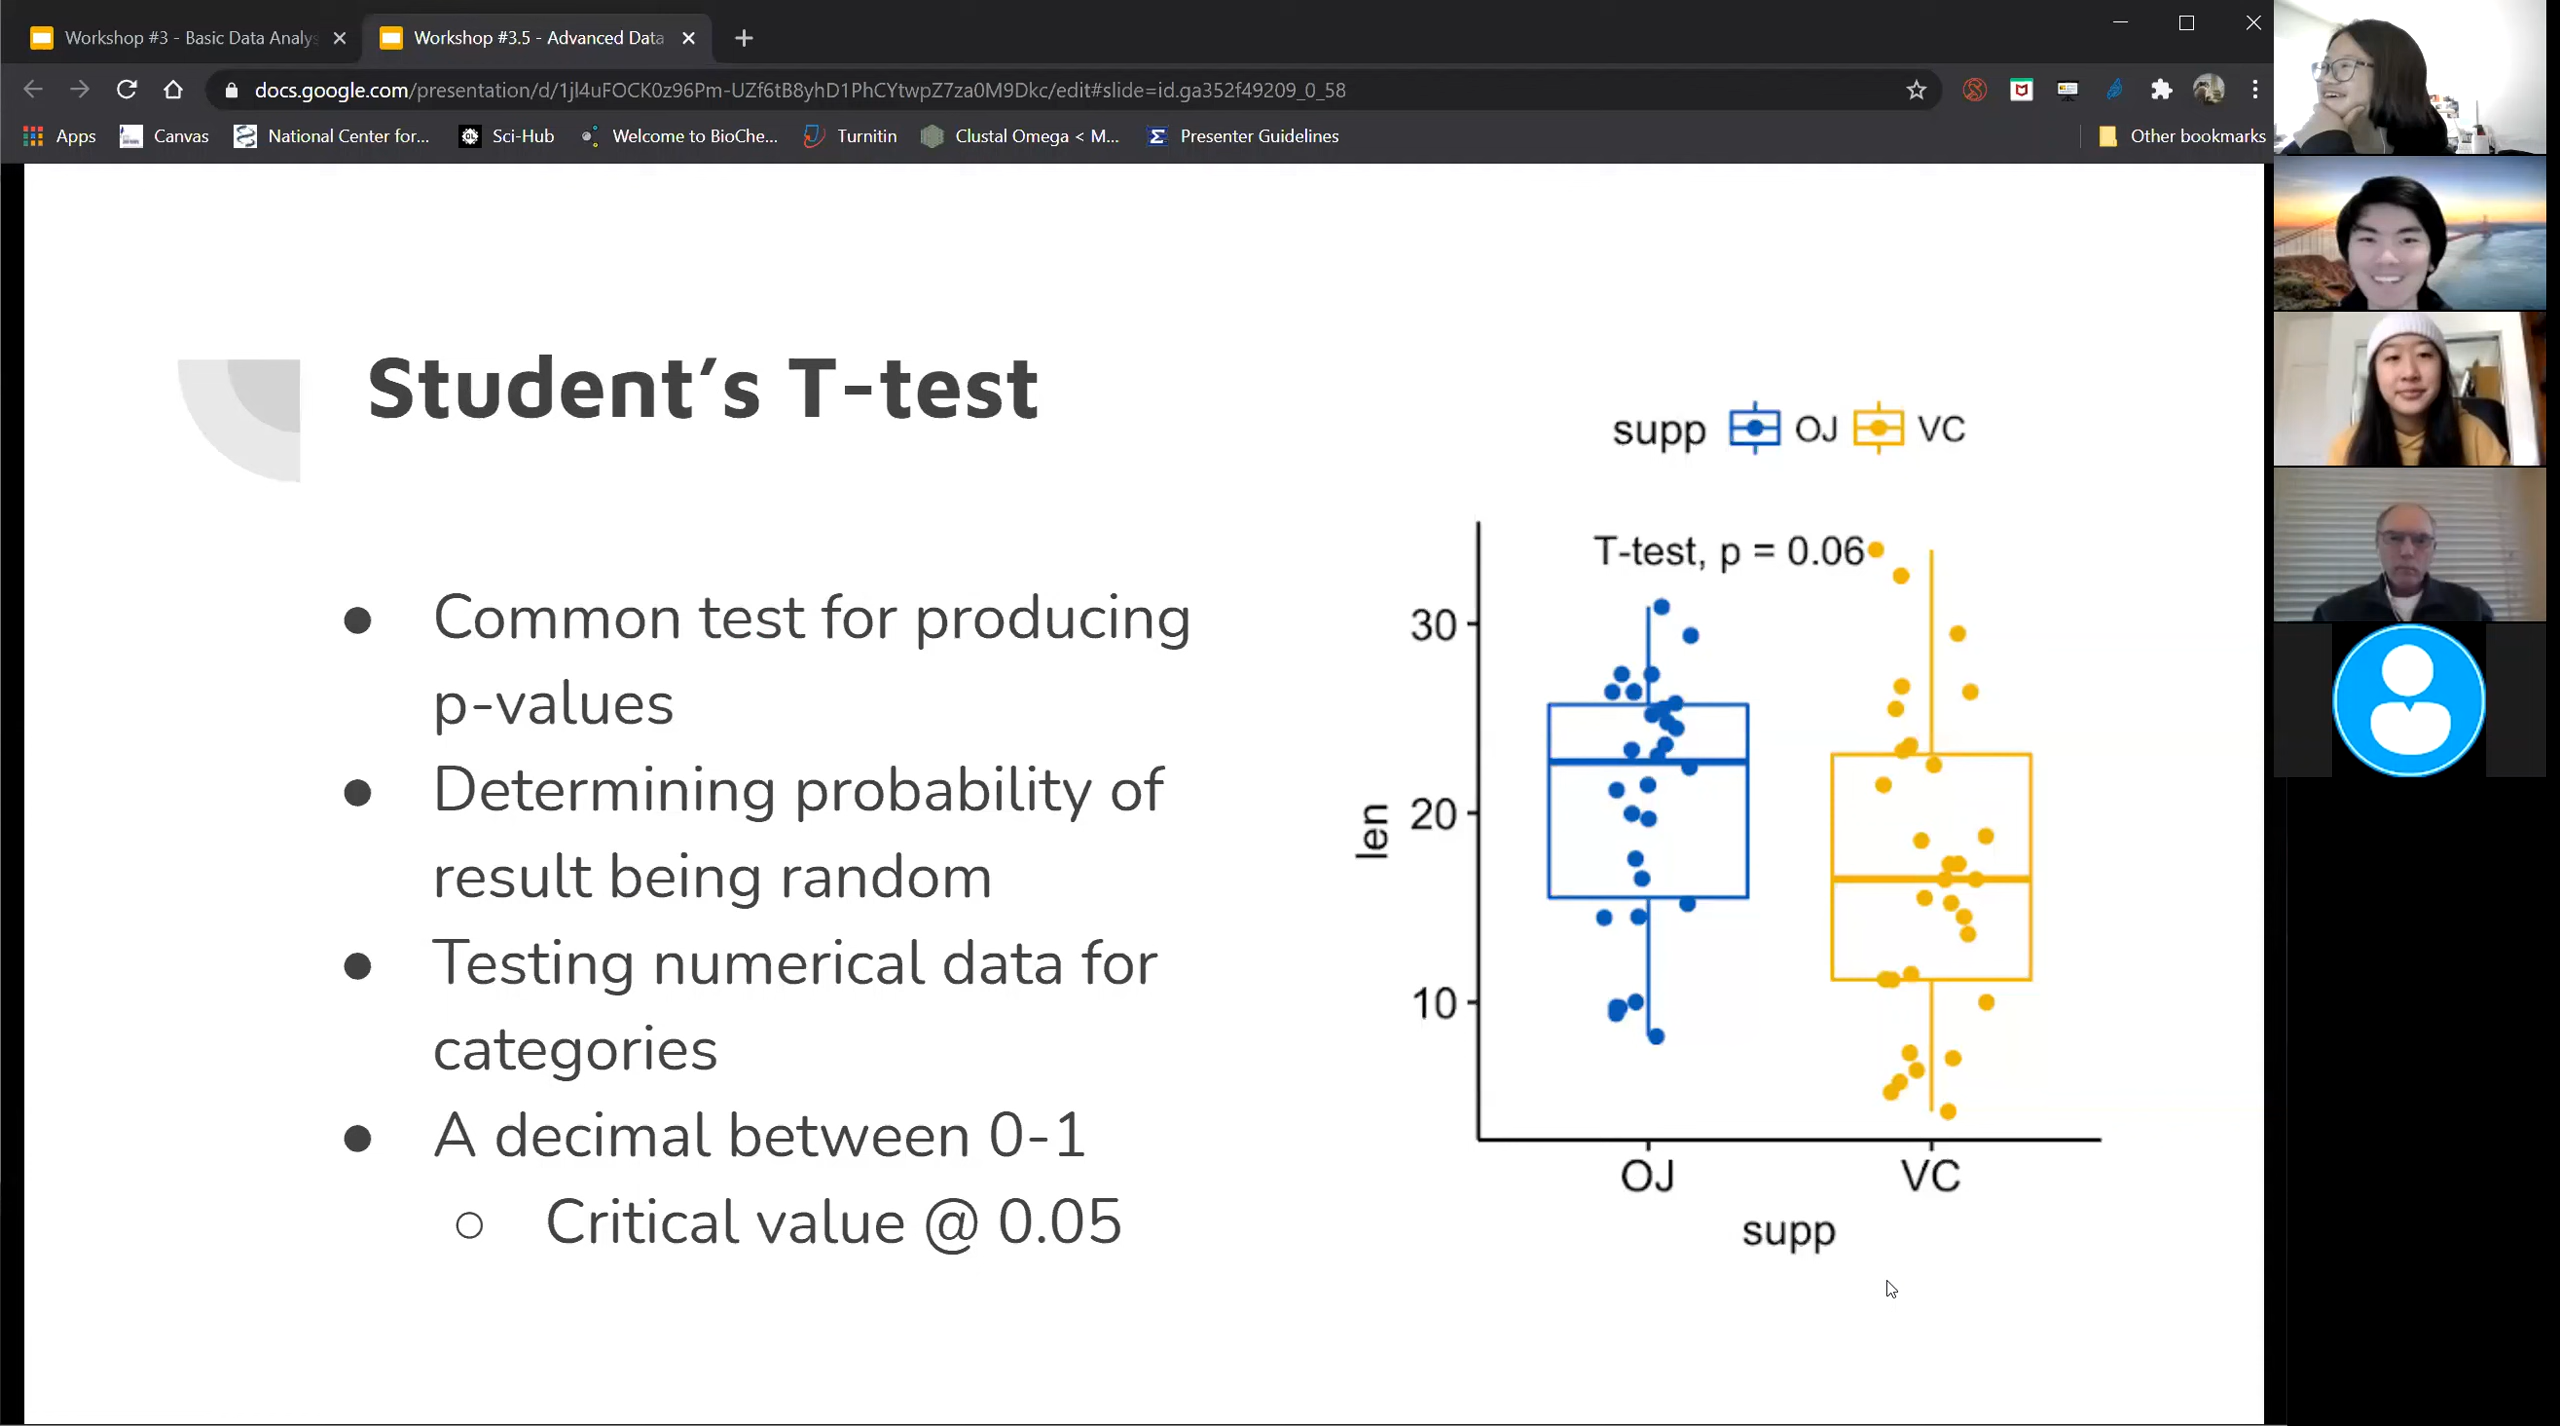 Workshop #3 - Basic Data Analys
Workshop #3.5 - Advanced Data
docs.google.com/presentation/d/1jl4uFOCK0z96Pm-UZf6tB8yhD1PhCYtwpZ7za0M9Dkc/edit#slide=id.ga352f49209_0_58
Apps Canvas National Center for... Sci-Hub Welcome to BioChe... Turnitin Clustal Omega < M... Presenter Guidelines Other bookmarks
Student's T-test
● Common test for producing
p-values
● Determining probability of
result being random
● Testing numerical data for
categories
● A decimal between 0-1
○ Critical value @ 0.05
supp OJ VC
T-test, p = 0.06
30
20
10
len
OJ VC
supp